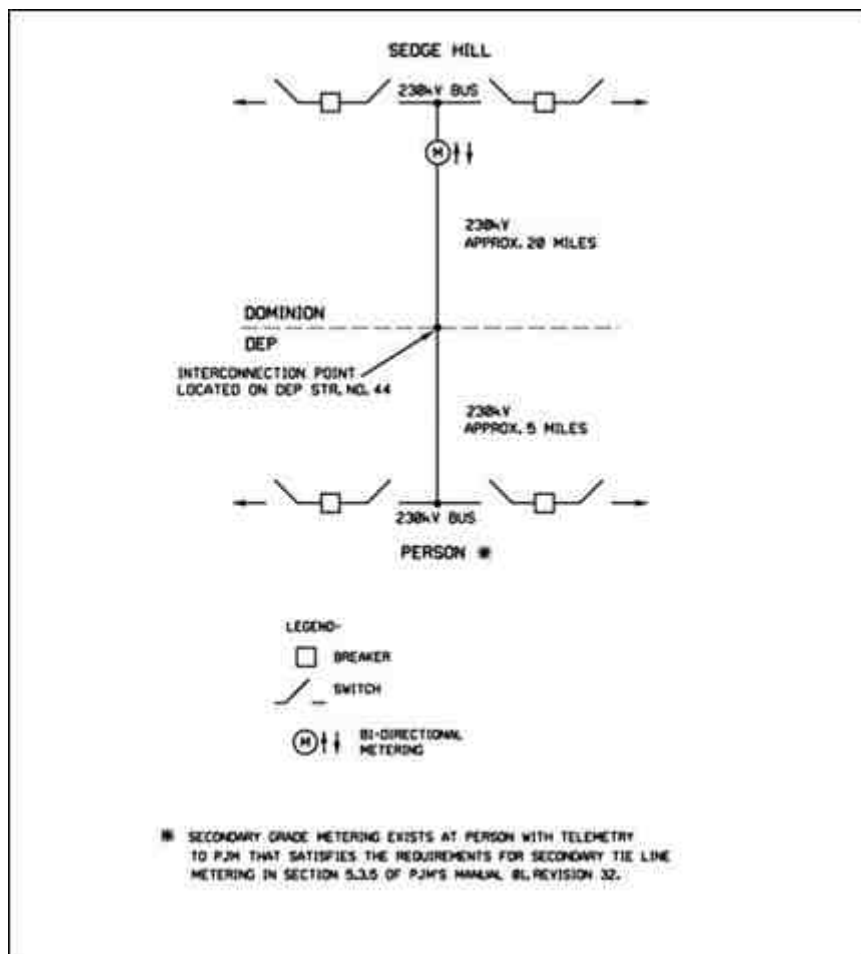 SEDGE HILL
230kV BUS
M
230kV
APPROX. 20 MILES
DOMINION
DEP
INTERCONNECTION POINT
LOCATED ON DEP STR. NO. 44
230kV
APPROX. 5 MILES
230kV BUS
PERSON *
LEGEND-
BREAKER
SWITCH
M
BI-DIRECTIONAL
METERING
* SECONDARY GRADE METERING EXISTS AT PERSON WITH TELEMETRY
TO PJM THAT SATISFIES THE REQUIREMENTS FOR SECONDARY TIE LINE
METERING IN SECTION 5.3.5 OF PJM'S MANUAL 01, REVISION 32.